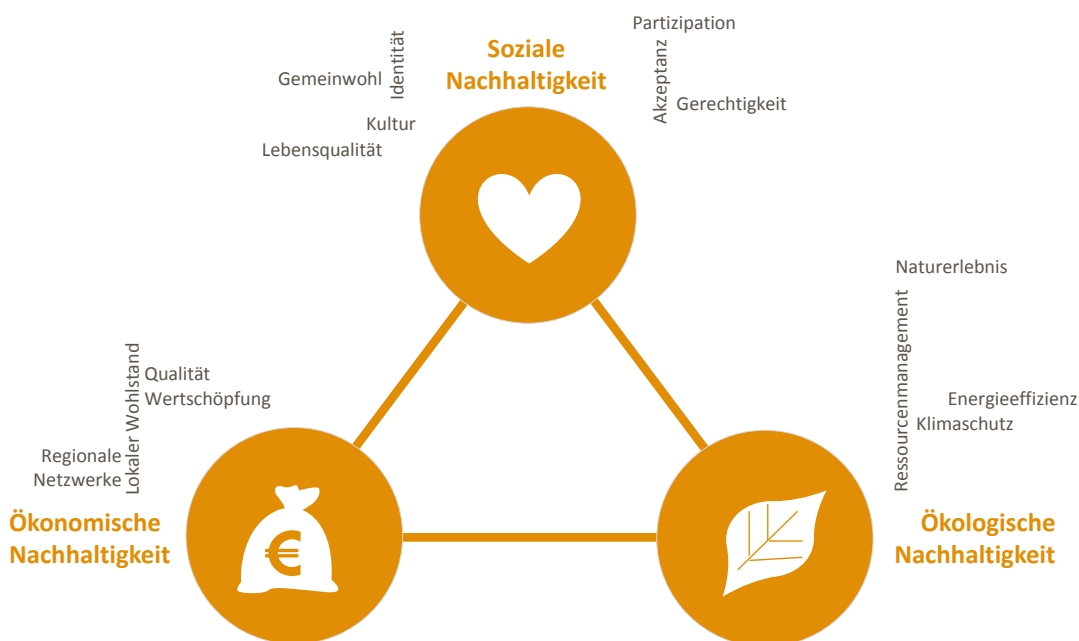 Partizipation
Soziale
Nachhaltigkeit
Identität
Akzeptanz
Gemeinwohl
Gerechtigkeit
Kultur
Lebensqualität
Naturerlebnis
Ressourcenmanagement
Energieeffizienz
Klimaschutz
Lokaler Wohlstand
Qualität
Wertschöpfung
Regionale
Netzwerke
Ökonomische
Nachhaltigkeit
€
Ökologische
Nachhaltigkeit